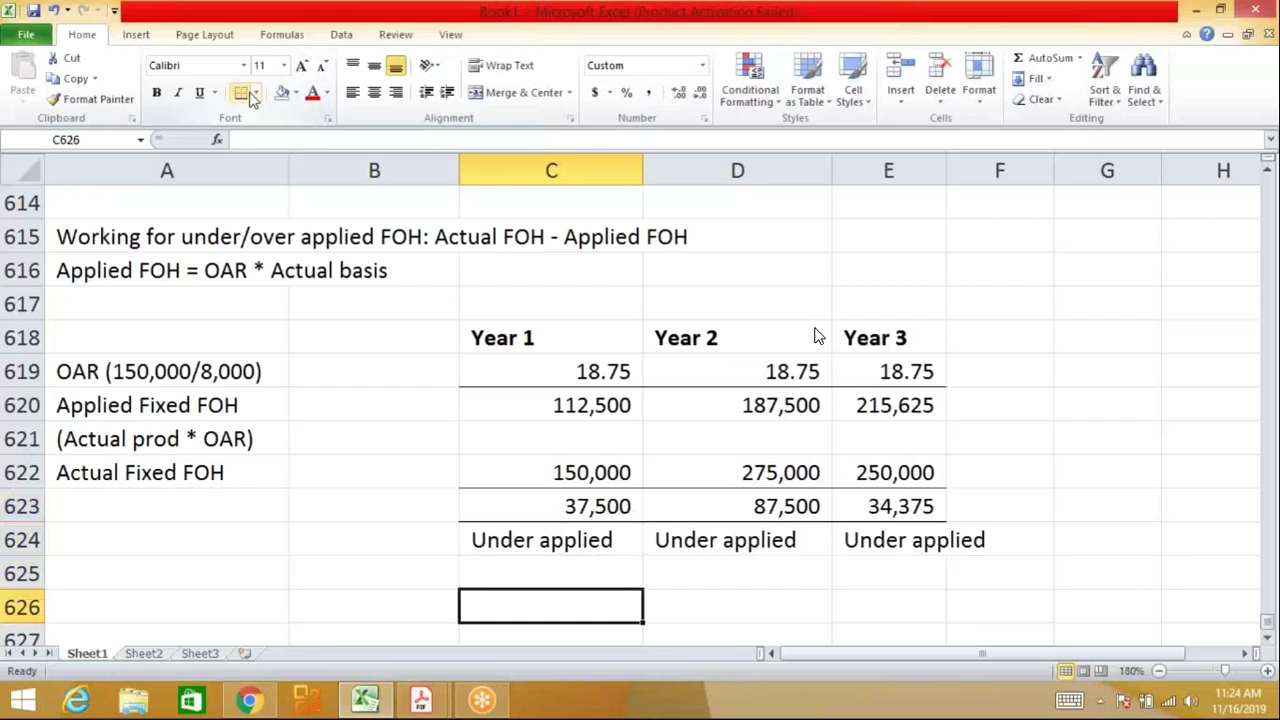 Book1 - Microsoft Excel (Product Activation Failed)
File Home Insert Page Layout Formulas Data Review View
Cut
Copy
Format Painter
Paste
Clipboard
Calibri 11
B I U A
Font
Wrap Text
Merge & Center
Alignment
Custom
$ % ,
Number
Conditional Formatting
Format as Table
Cell Styles
Styles
Insert Delete Format
Cells
AutoSum
Fill
Clear
Sort & Filter
Find & Select
Editing
C626 fx
A B C D E F G H
614
615 Working for under/over applied FOH: Actual FOH - Applied FOH
616 Applied FOH = OAR * Actual basis
617
618 Year 1 Year 2 Year 3
619 OAR (150,000/8,000) 18.75 18.75 18.75
620 Applied Fixed FOH 112,500 187,500 215,625
621 (Actual prod * OAR)
622 Actual Fixed FOH 150,000 275,000 250,000
623 37,500 87,500 34,375
624 Under applied Under applied Under applied
625
626
627
Sheet1 Sheet2 Sheet3
Ready 180%
11:24 AM
11/16/2019